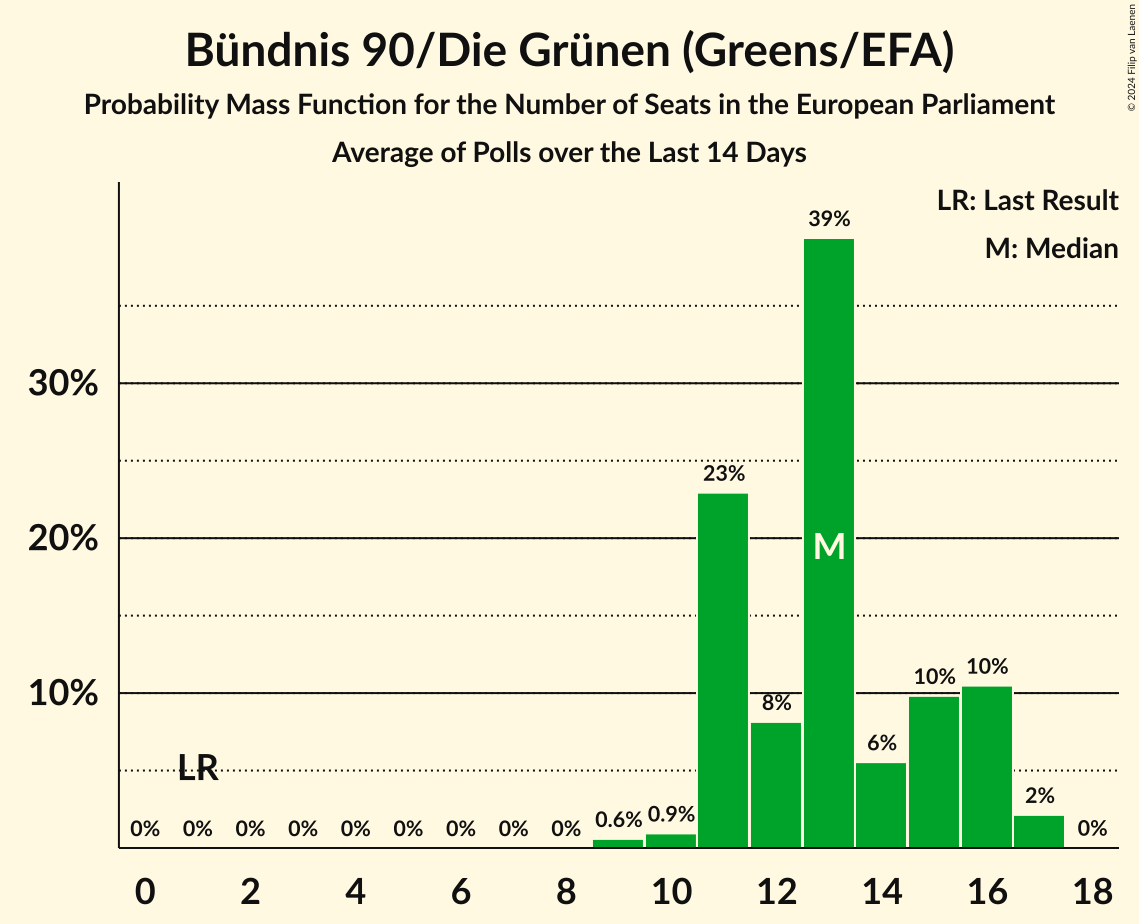 Bündnis 90/Die Grünen (Greens/EFA)
Probability Mass Function for the Number of Seats in the European Parliament
Average of Polls over the Last 14 Days
© 2024 Filip van Laenen
LR: Last Result
M: Median
39%
30%
23%
20%
M
10%
10%
10%
8%
6%
LR
2%
0% 0% 0% 0% 0% 0% 0% 0% 0% 0.6% 0.9% 0%
0 2 4 6 8 10 12 14 16 18